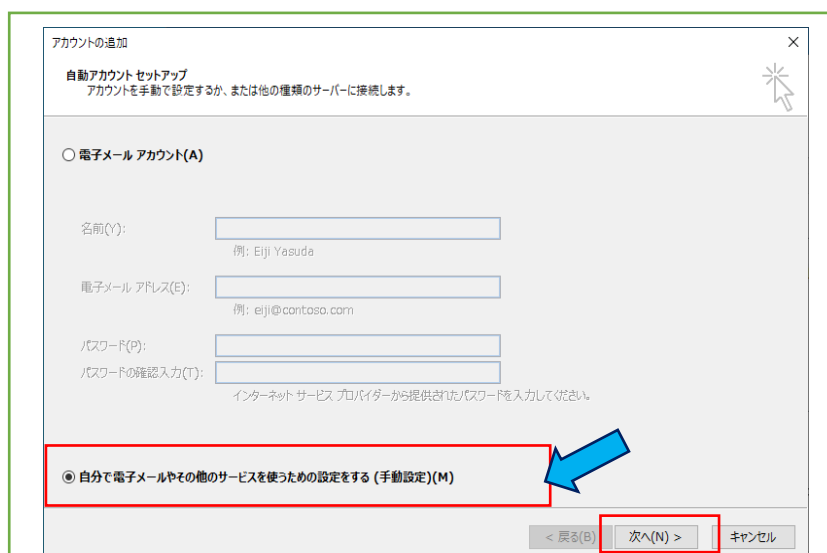 アカウントの追加
自動アカウント セットアップ
アカウントを手動で設定するか、または他の種類のサーバーに接続します。
電子メール アカウント(A)
名前(Y):
例: Eiji Yasuda
電子メール アドレス(E):
例: eiji@contoso.com
パスワード(P):
パスワードの確認入力(T):
インターネット サービス プロバイダーから提供されたパスワードを入力してください。
自分で電子メールやその他のサービスを使うための設定をする (手動設定)(M)
< 戻る(B) 次へ(N) > キャンセル